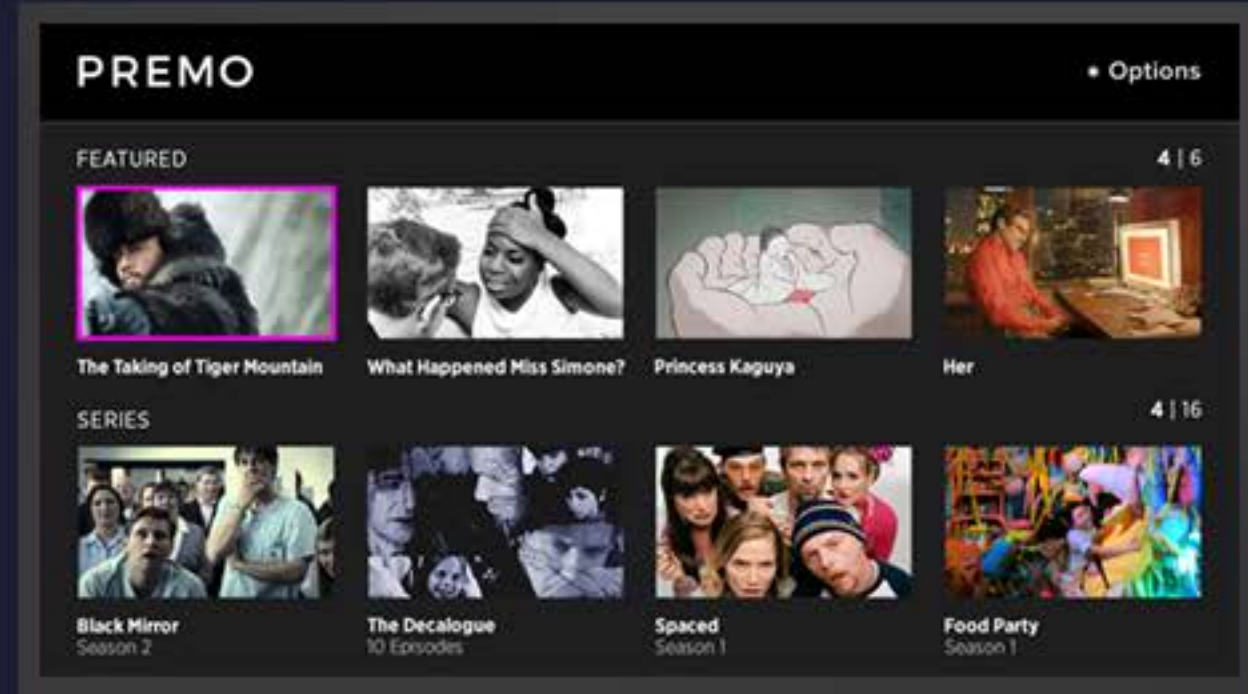 PREMO
* Options
FEATURED
4 | 6
The Taking of Tiger Mountain
What Happened Miss Simone?
Princess Kaguya
Her
SERIES
4 | 16
Black Mirror
Season 2
The Decalogue
10 Episodes
Spaced
Season 1
Food Party
Season 1